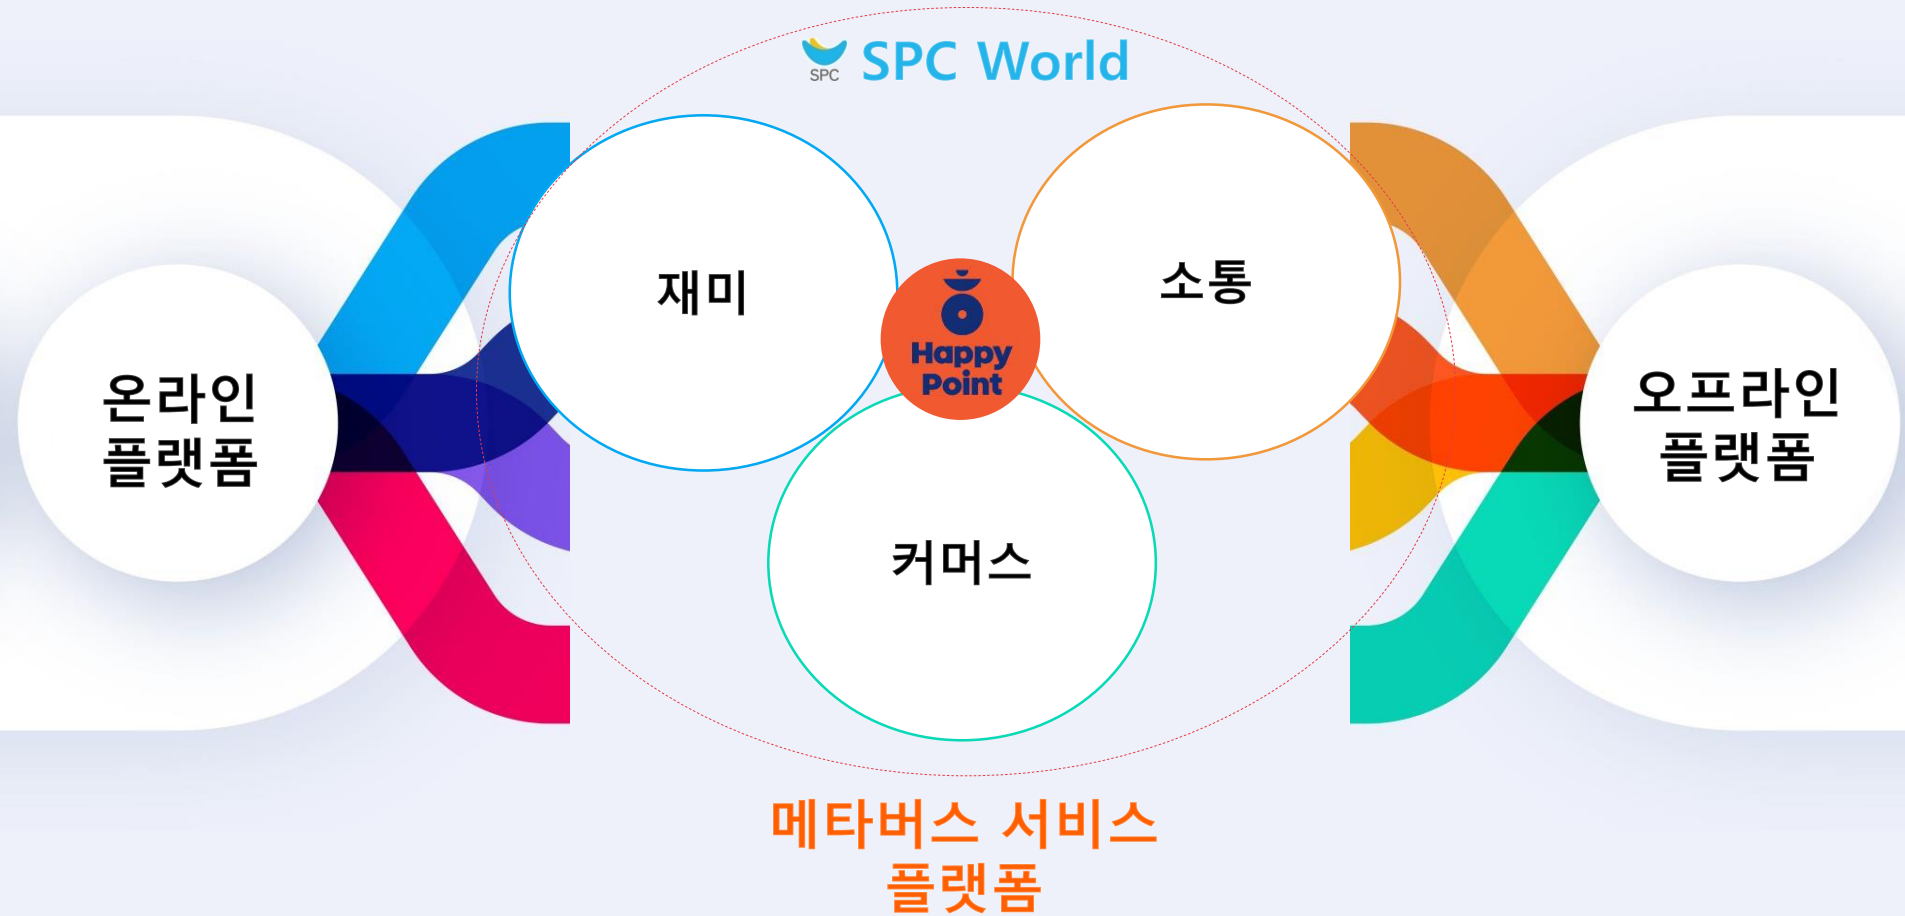 SPC
SPC World
재미
소통
Happy
Point
온라인
플랫폼
오프라인
플랫폼
커머스
메타버스 서비스
플랫폼